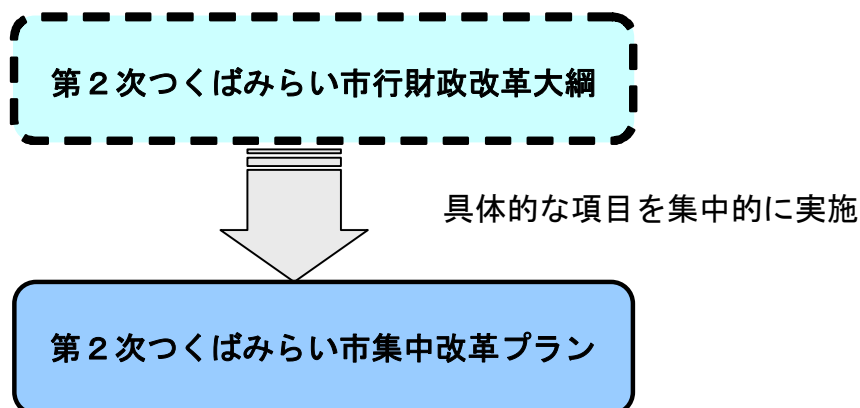 第２次つくばみらい市行財政改革大綱
具体的な項目を集中的に実施
第２次つくばみらい市集中改革プラン